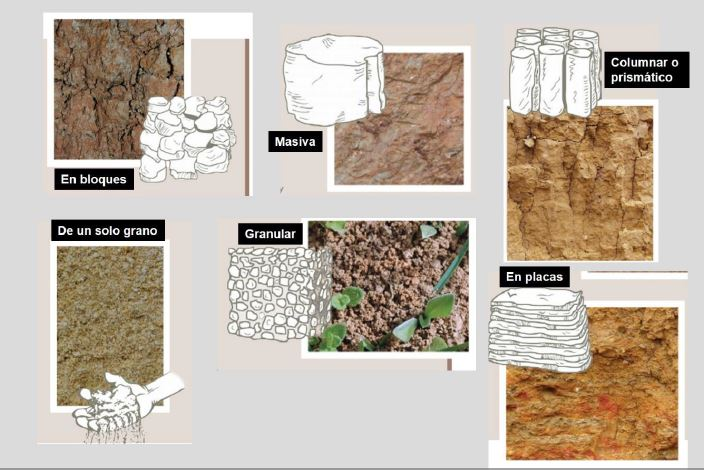 En bloques
Masiva
Columnar o
prismático
De un solo grano
Granular
En placas